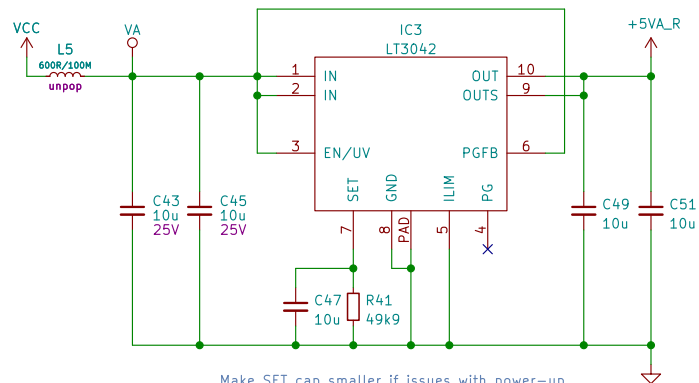 VCC
L5
600R/100M
unpop
VA
IC3
LT3042
+5VA_R
1 IN
2 IN
3 EN/UV
OUT 10
OUTS 9
PGFB 6
SET
GND
ILIM
PG
7
8
PAD
5
4
C43
10u
25V
C45
10u
25V
C49
10u
C51
10u
C47
10u
R41
49k9
Make SET cap smaller if issues with power-up